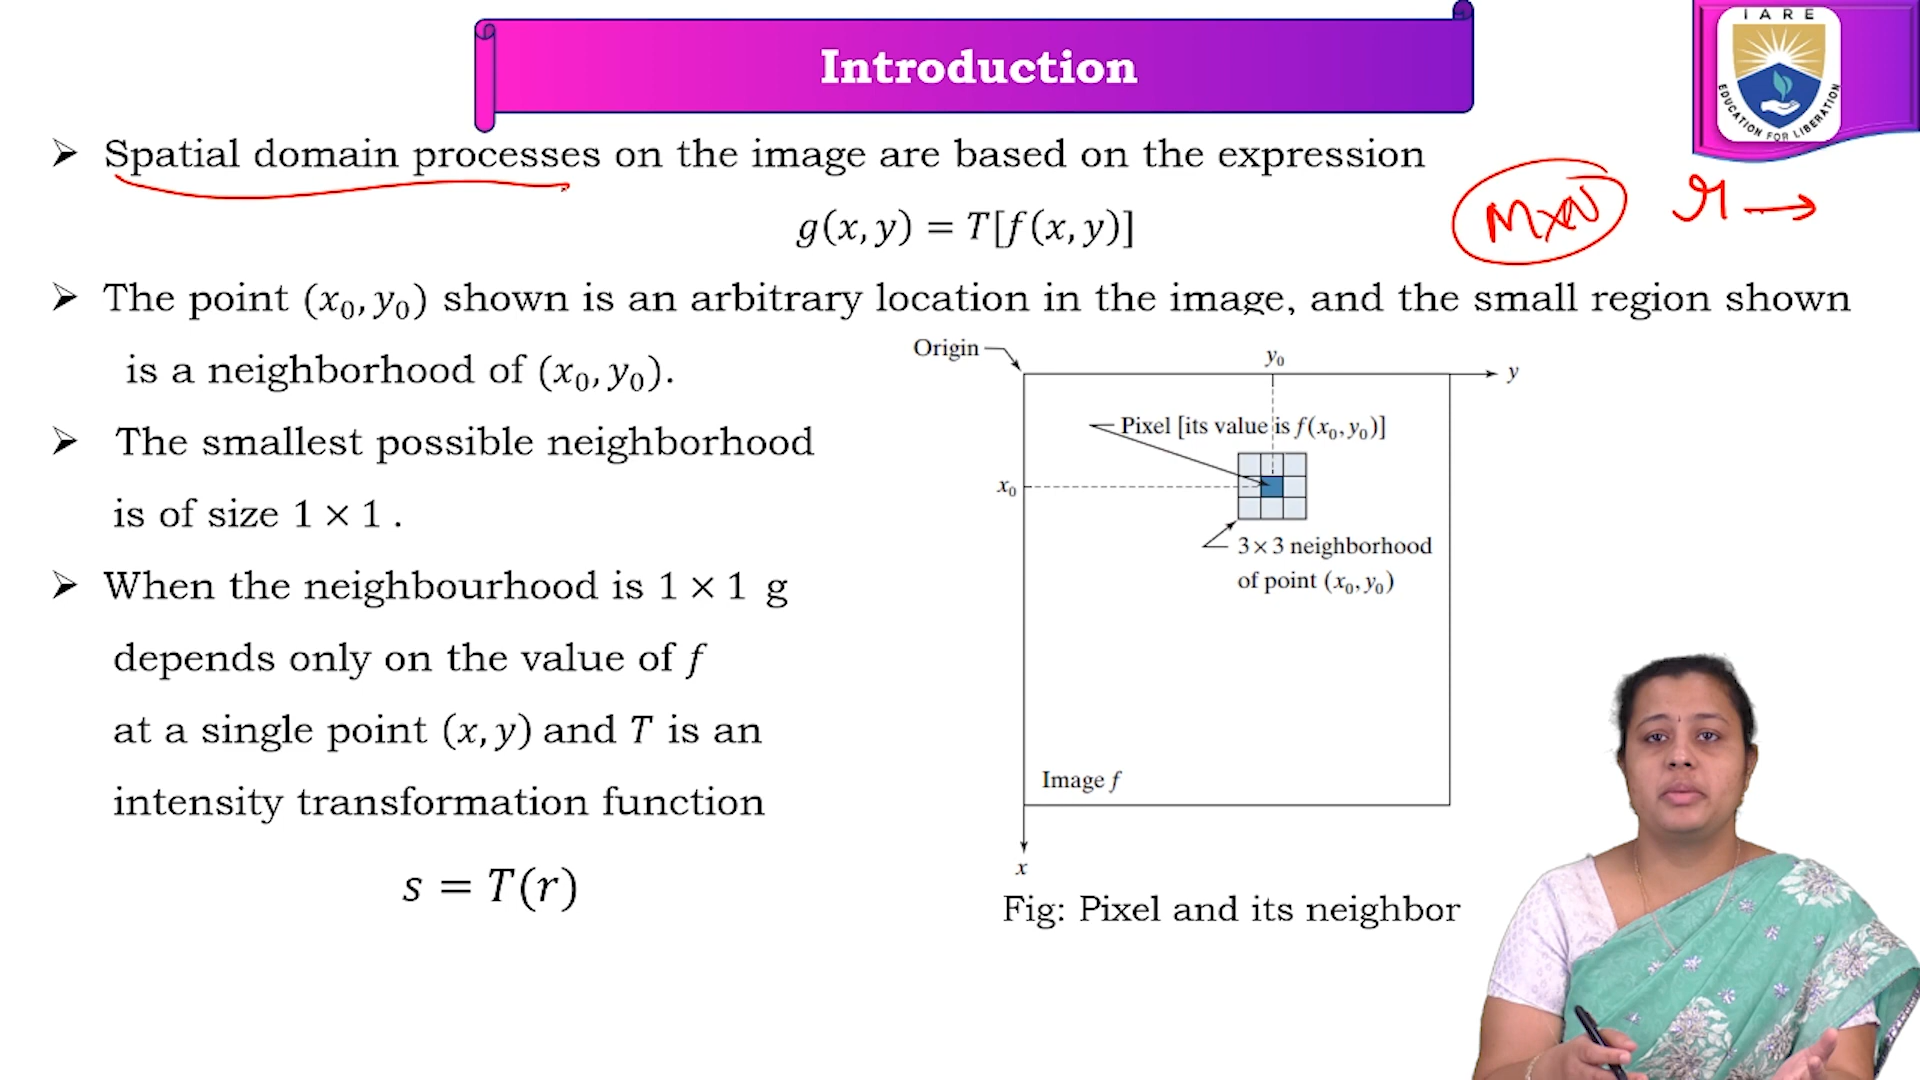 Introduction
I A R E
EDUCATION FOR LIBERATION
➢ Spatial domain processes on the image are based on the expression
g(x, y) = T[f(x, y)]
M×N
r →
➢ The point (x₀, y₀) shown is an arbitrary location in the image, and the small region shown
is a neighborhood of (x₀, y₀).
➢ The smallest possible neighborhood
is of size 1 × 1 .
➢ When the neighbourhood is 1 × 1 g
depends only on the value of f
at a single point (x, y) and T is an
intensity transformation function
s = T(r)
Origin
y₀
y
Pixel [its value is f(x₀, y₀)]
x₀
3 × 3 neighborhood
of point (x₀, y₀)
Image f
x
Fig: Pixel and its neighbor